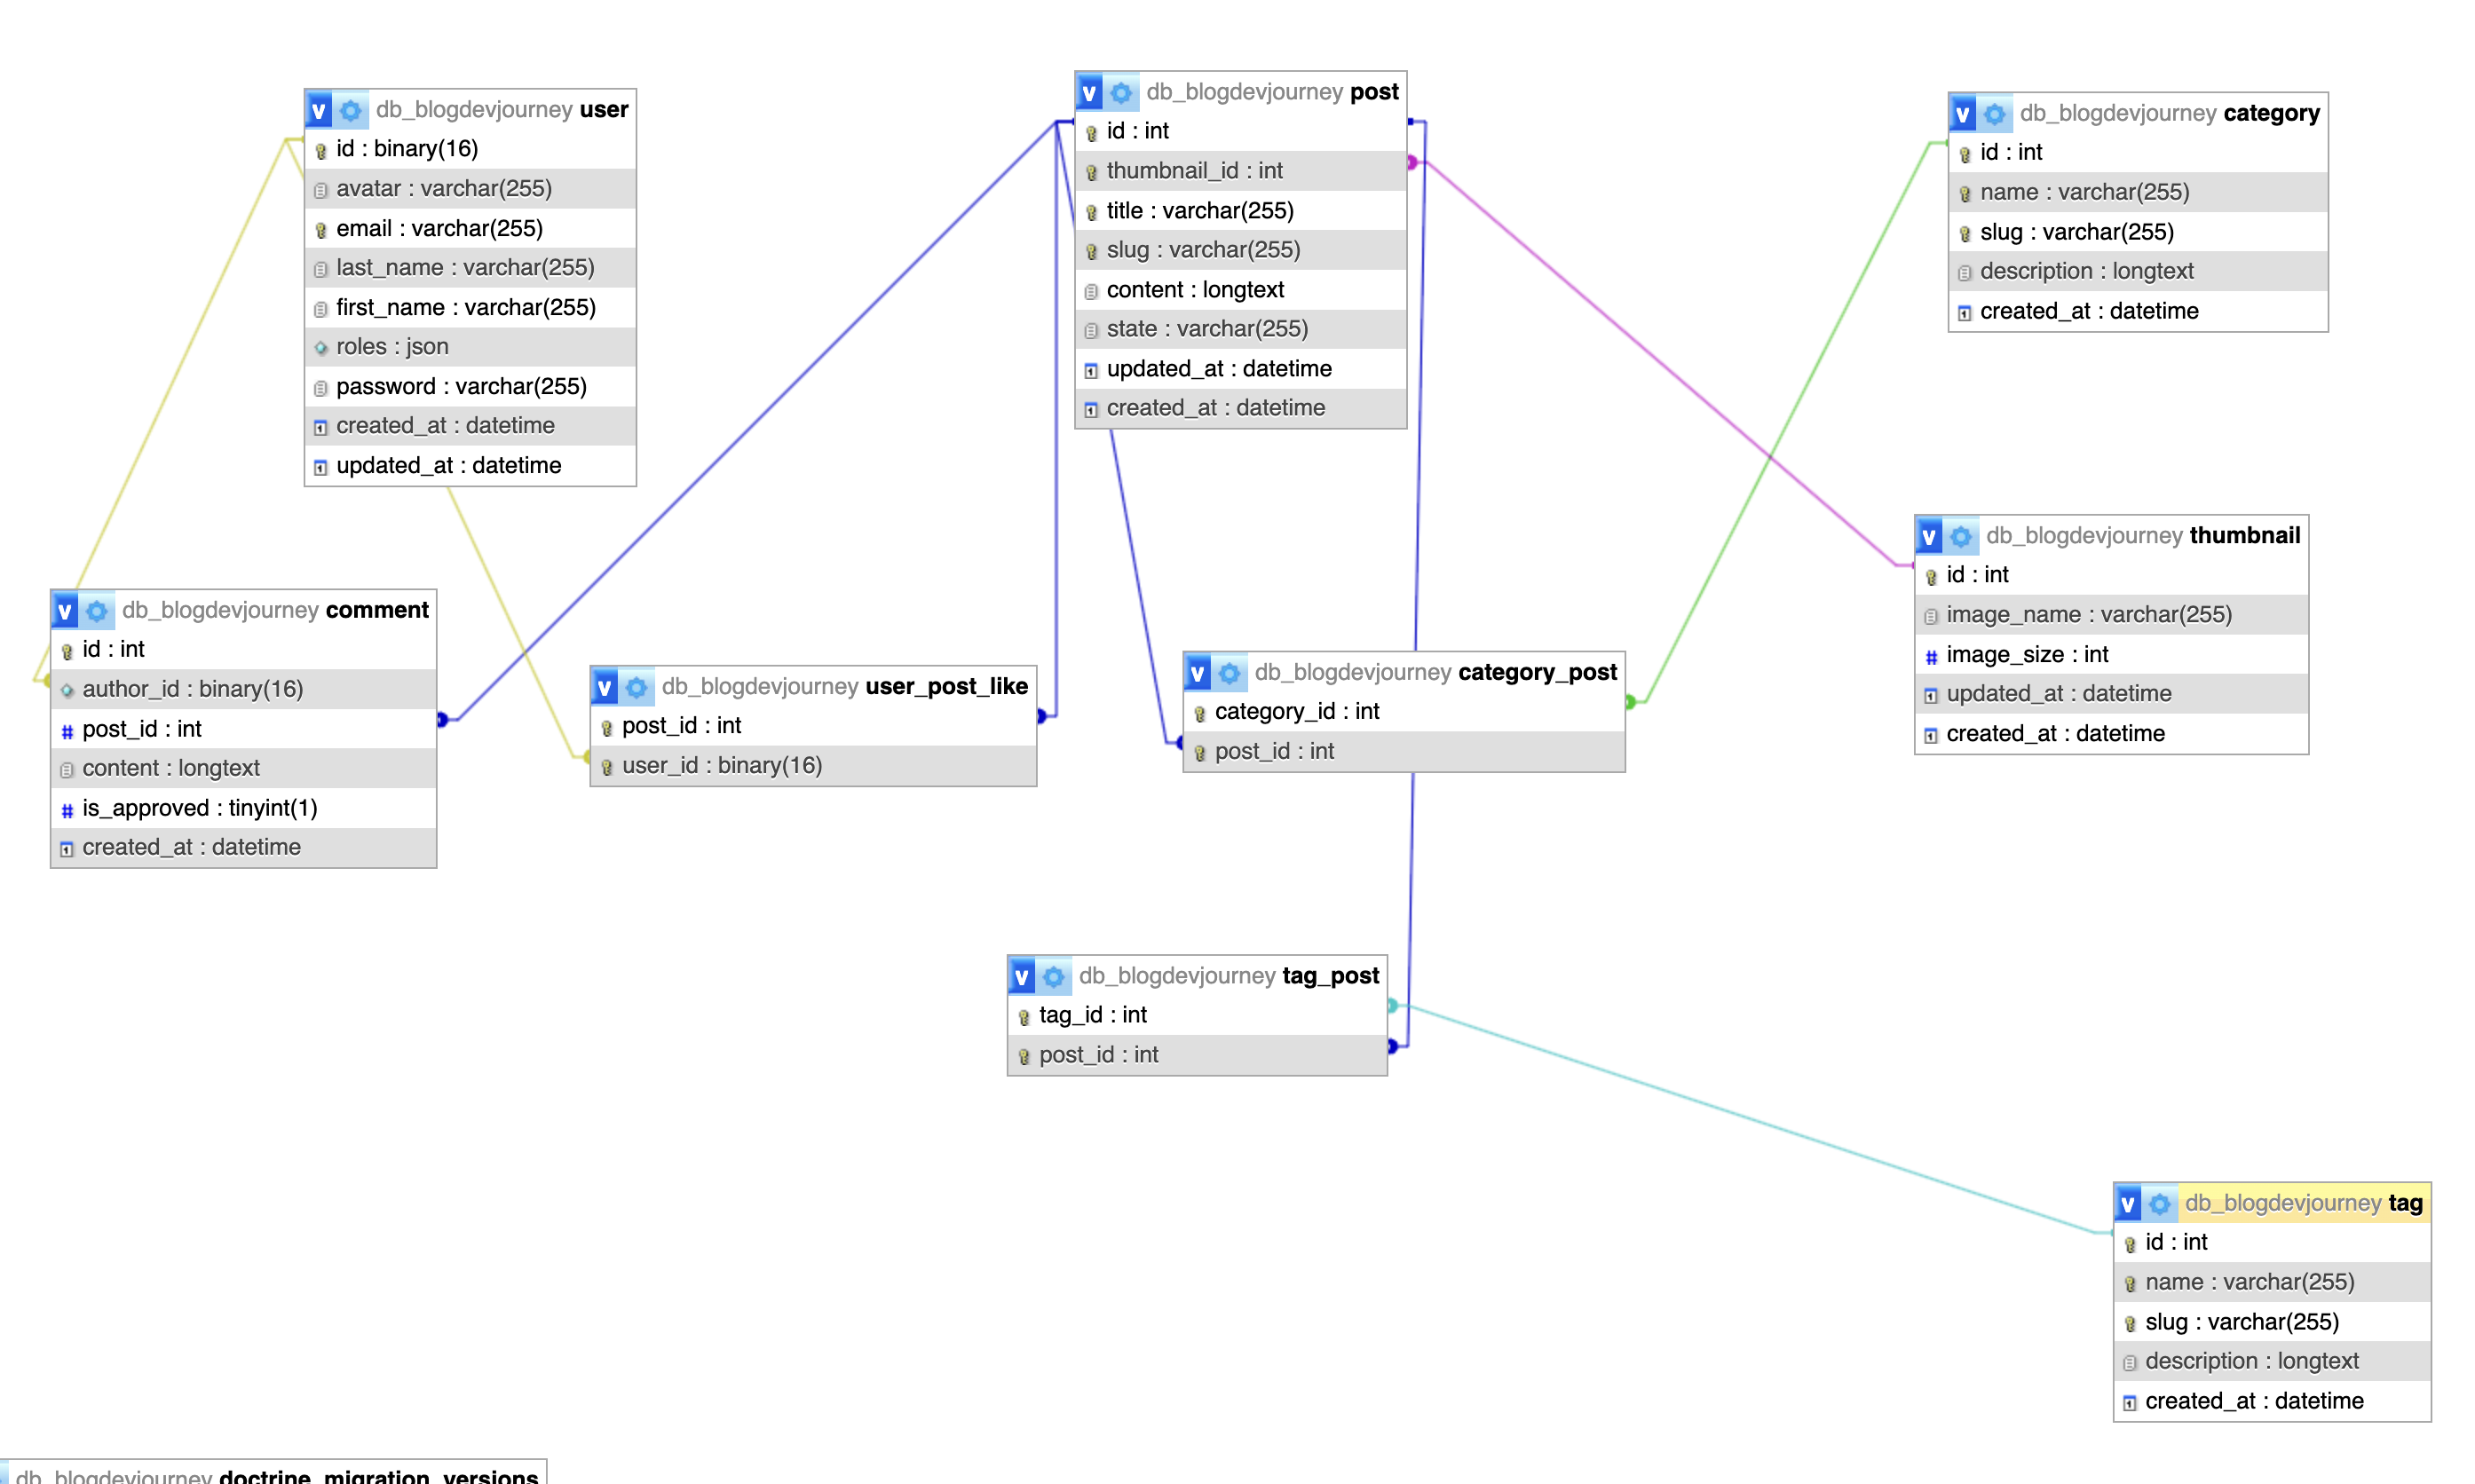 db_blogdevjourney user
id : binary(16)
avatar : varchar(255)
email : varchar(255)
last_name : varchar(255)
first_name : varchar(255)
roles : json
password : varchar(255)
created_at : datetime
updated_at : datetime
db_blogdevjourney post
id : int
thumbnail_id : int
title : varchar(255)
slug : varchar(255)
content : longtext
state : varchar(255)
updated_at : datetime
created_at : datetime
db_blogdevjourney category
id : int
name : varchar(255)
slug : varchar(255)
description : longtext
created_at : datetime
db_blogdevjourney comment
id : int
author_id : binary(16)
post_id : int
content : longtext
is_approved : tinyint(1)
created_at : datetime
db_blogdevjourney user_post_like
post_id : int
user_id : binary(16)
db_blogdevjourney category_post
category_id : int
post_id : int
db_blogdevjourney thumbnail
id : int
image_name : varchar(255)
image_size : int
updated_at : datetime
created_at : datetime
db_blogdevjourney tag_post
tag_id : int
post_id : int
db_blogdevjourney tag
id : int
name : varchar(255)
slug : varchar(255)
description : longtext
created_at : datetime
db_blogdevjourney doctrine_migration_versions